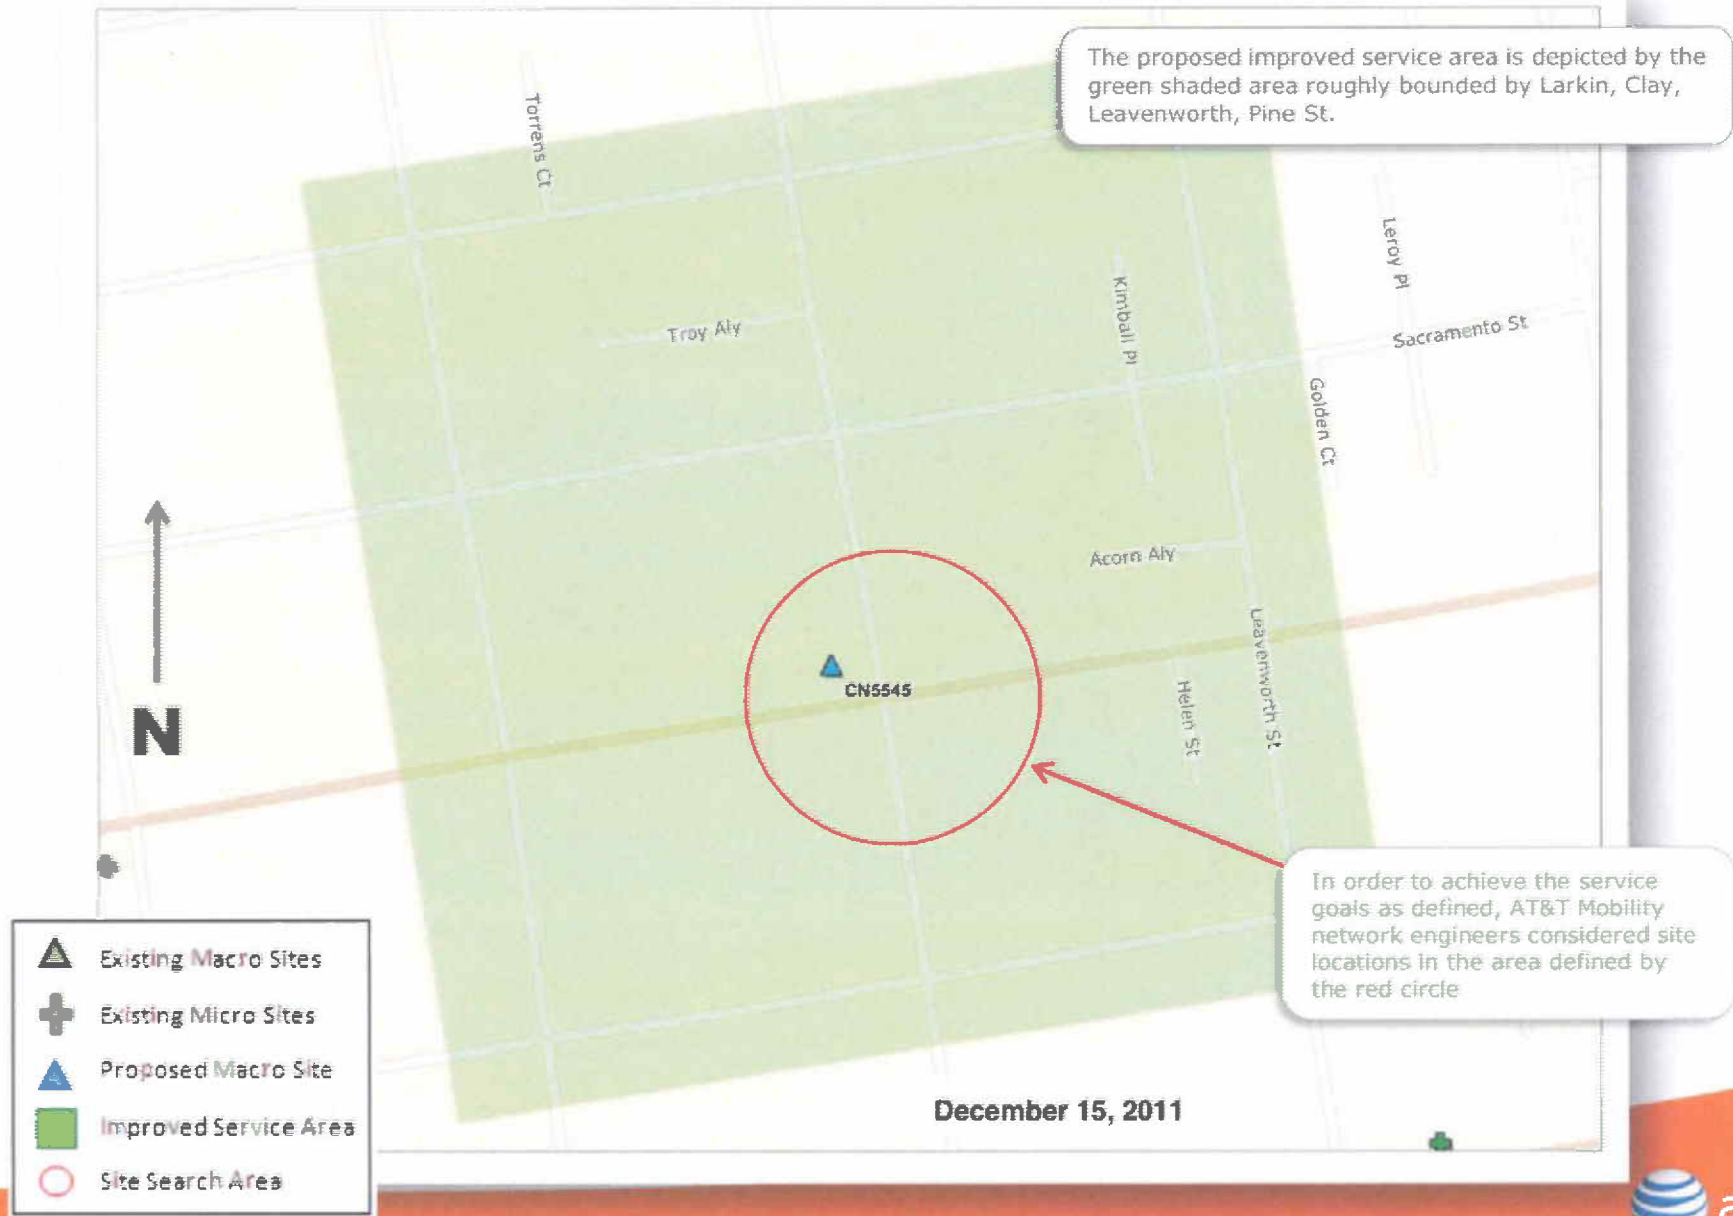 The proposed improved service area is depicted by the
green shaded area roughly bounded by Larkin, Clay,
Leavenworth, Pine St.
Torrens Ct
Leroy Pl
Kimball Pl
Troy Aly
Sacramento St
Golden Ct
Acorn Aly
Leavenworth St
CN5545
Helen St
N
In order to achieve the service
goals as defined, AT&T Mobility
network engineers considered site
locations in the area defined by
the red circle
Existing Macro Sites
Existing Micro Sites
Proposed Macro Site
Improved Service Area
Site Search Area
December 15, 2011